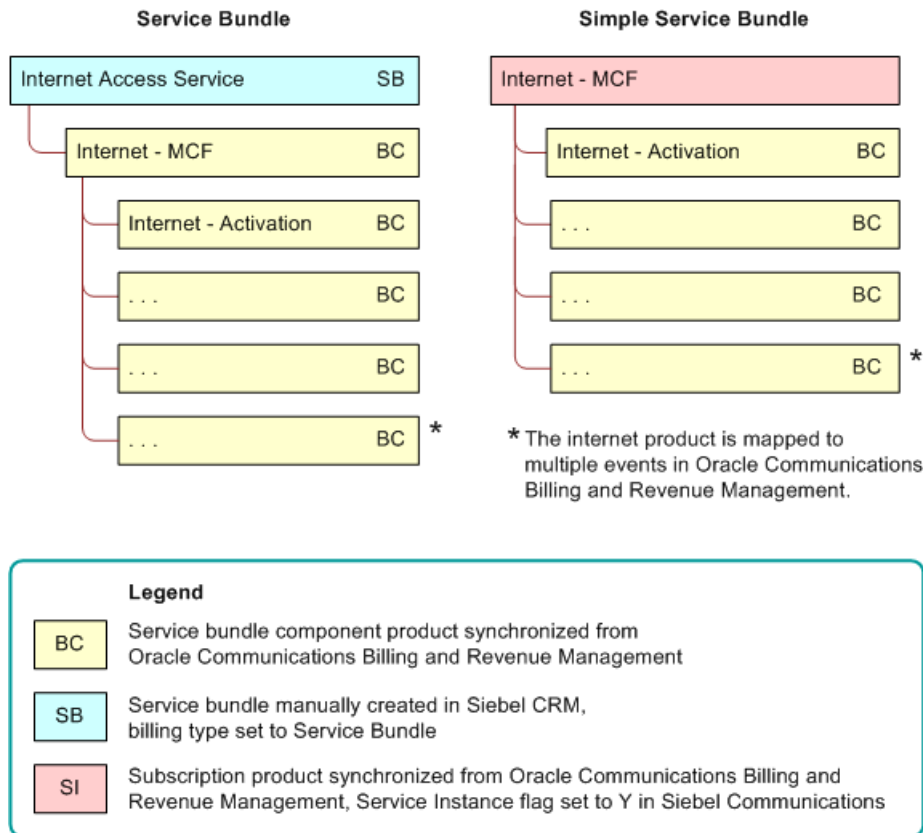 Service Bundle
Internet Access Service SB
Internet - MCF BC
Internet - Activation BC
. . . BC
. . . BC
. . . BC *
Simple Service Bundle
Internet - MCF
Internet - Activation BC
. . . BC
. . . BC
. . . BC *
* The internet product is mapped to
multiple events in Oracle Communications
Billing and Revenue Management.
Legend
BC Service bundle component product synchronized from
Oracle Communications Billing and Revenue Management
SB Service bundle manually created in Siebel CRM,
billing type set to Service Bundle
SI Subscription product synchronized from Oracle Communications Billing and
Revenue Management, Service Instance flag set to Y in Siebel Communications